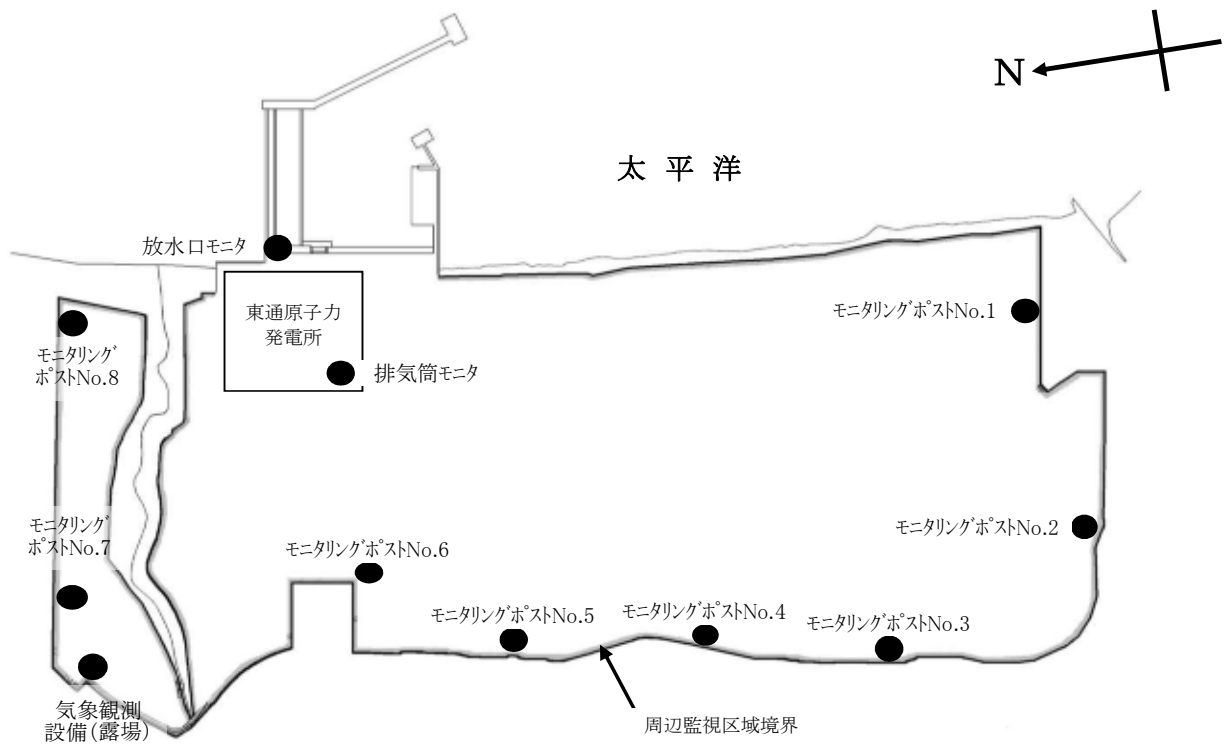 N
太平洋
放水口モニタ
東通原子力
発電所
モニタリングポストNo.1
モニタリング
ポストNo.8
排気筒モニタ
モニタリング
ポストNo.7
モニタリングポストNo.2
モニタリングポストNo.6
モニタリングポストNo.5
モニタリングポストNo.4
モニタリングポストNo.3
気象観測
設備(露場)
周辺監視区域境界